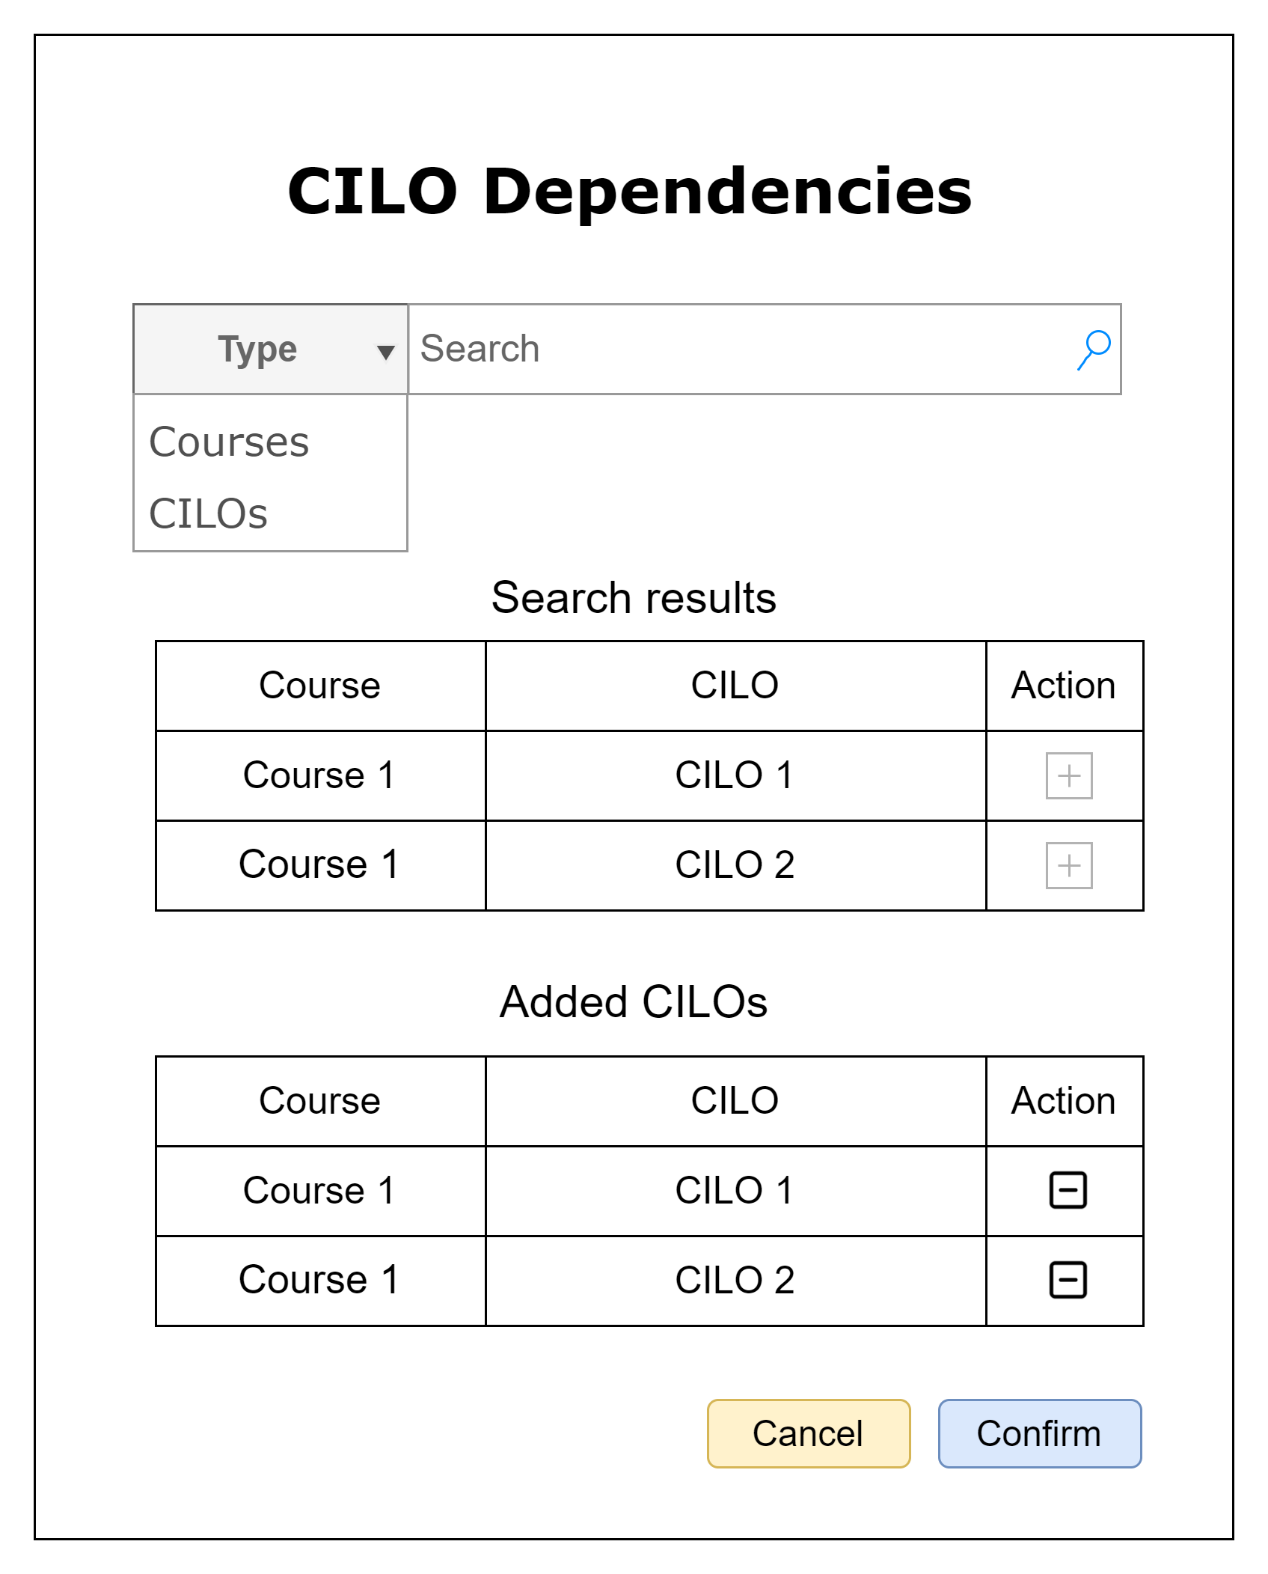 CILO Dependencies
Type Search
Courses
CILOs
Search results
Course CILO Action
Course 1 CILO 1
Course 1 CILO 2
Added CILOs
Course CILO Action
Course 1 CILO 1
Course 1 CILO 2
Cancel Confirm